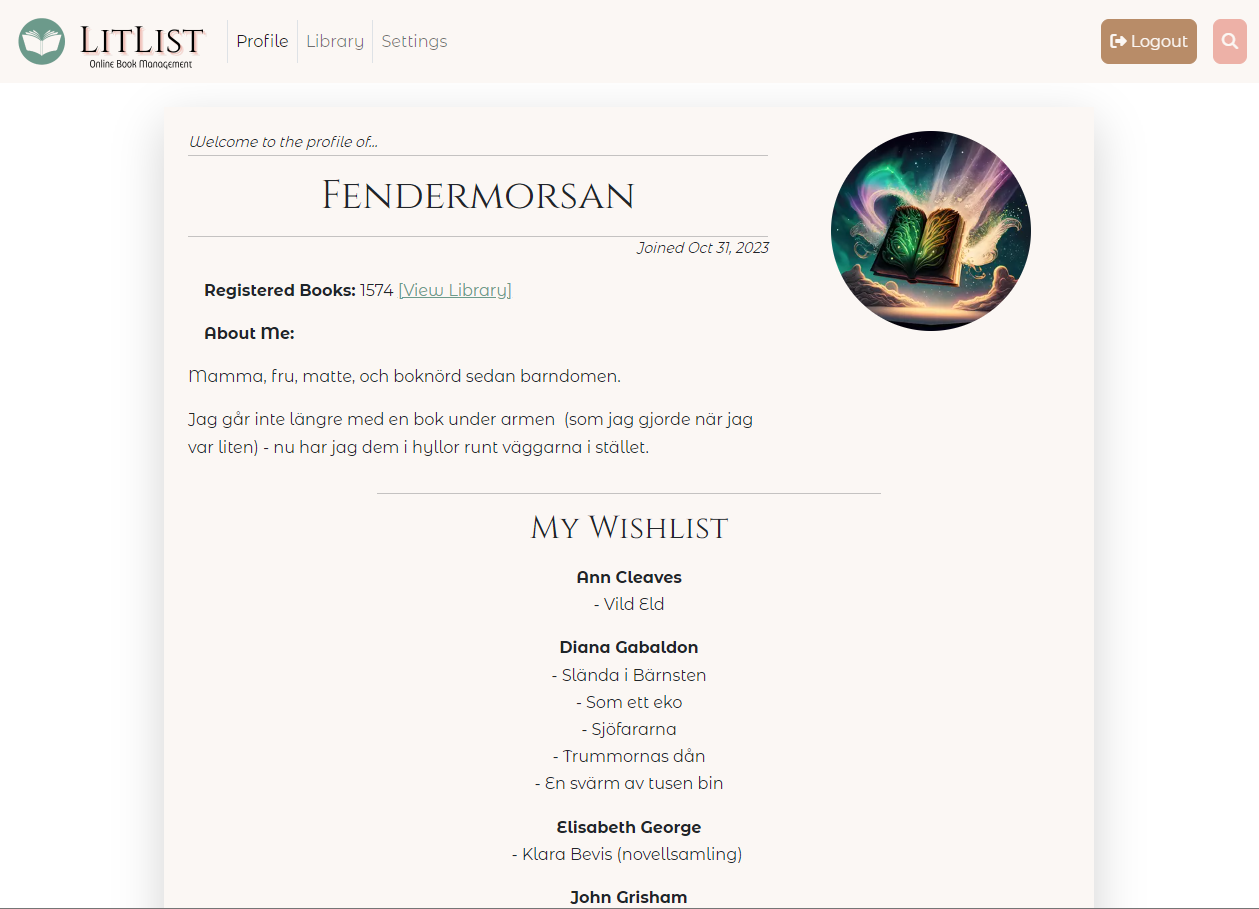 LitList
Online Book Management
Profile
Library
Settings
Logout
Welcome to the profile of...
Fendermorsan
Joined Oct 31, 2023
Registered Books: 1574 [View Library]
About Me:
Mamma, fru, matte, och boknörd sedan barndomen.
Jag går inte längre med en bok under armen  (som jag gjorde när jag
var liten) - nu har jag dem i hyllor runt väggarna i stället.
My Wishlist
Ann Cleaves
- Vild Eld
Diana Gabaldon
- Slända i Bärnsten
- Som ett eko
- Sjöfararna
- Trummornas dån
- En svärm av tusen bin
Elisabeth George
- Klara Bevis (novellsamling)
John Grisham